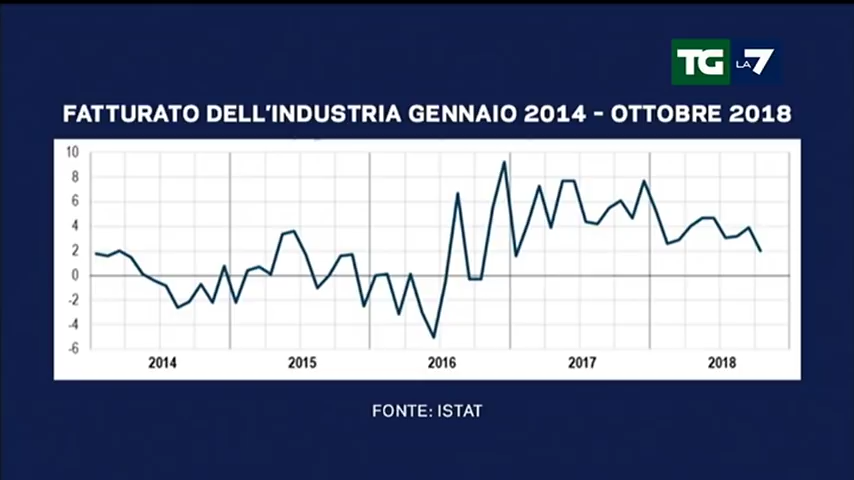 TG LA7
FATTURATO DELL'INDUSTRIA GENNAIO 2014 - OTTOBRE 2018
10
8
6
4
2
0
-2
-4
-6
2014 2015 2016 2017 2018
FONTE: ISTAT